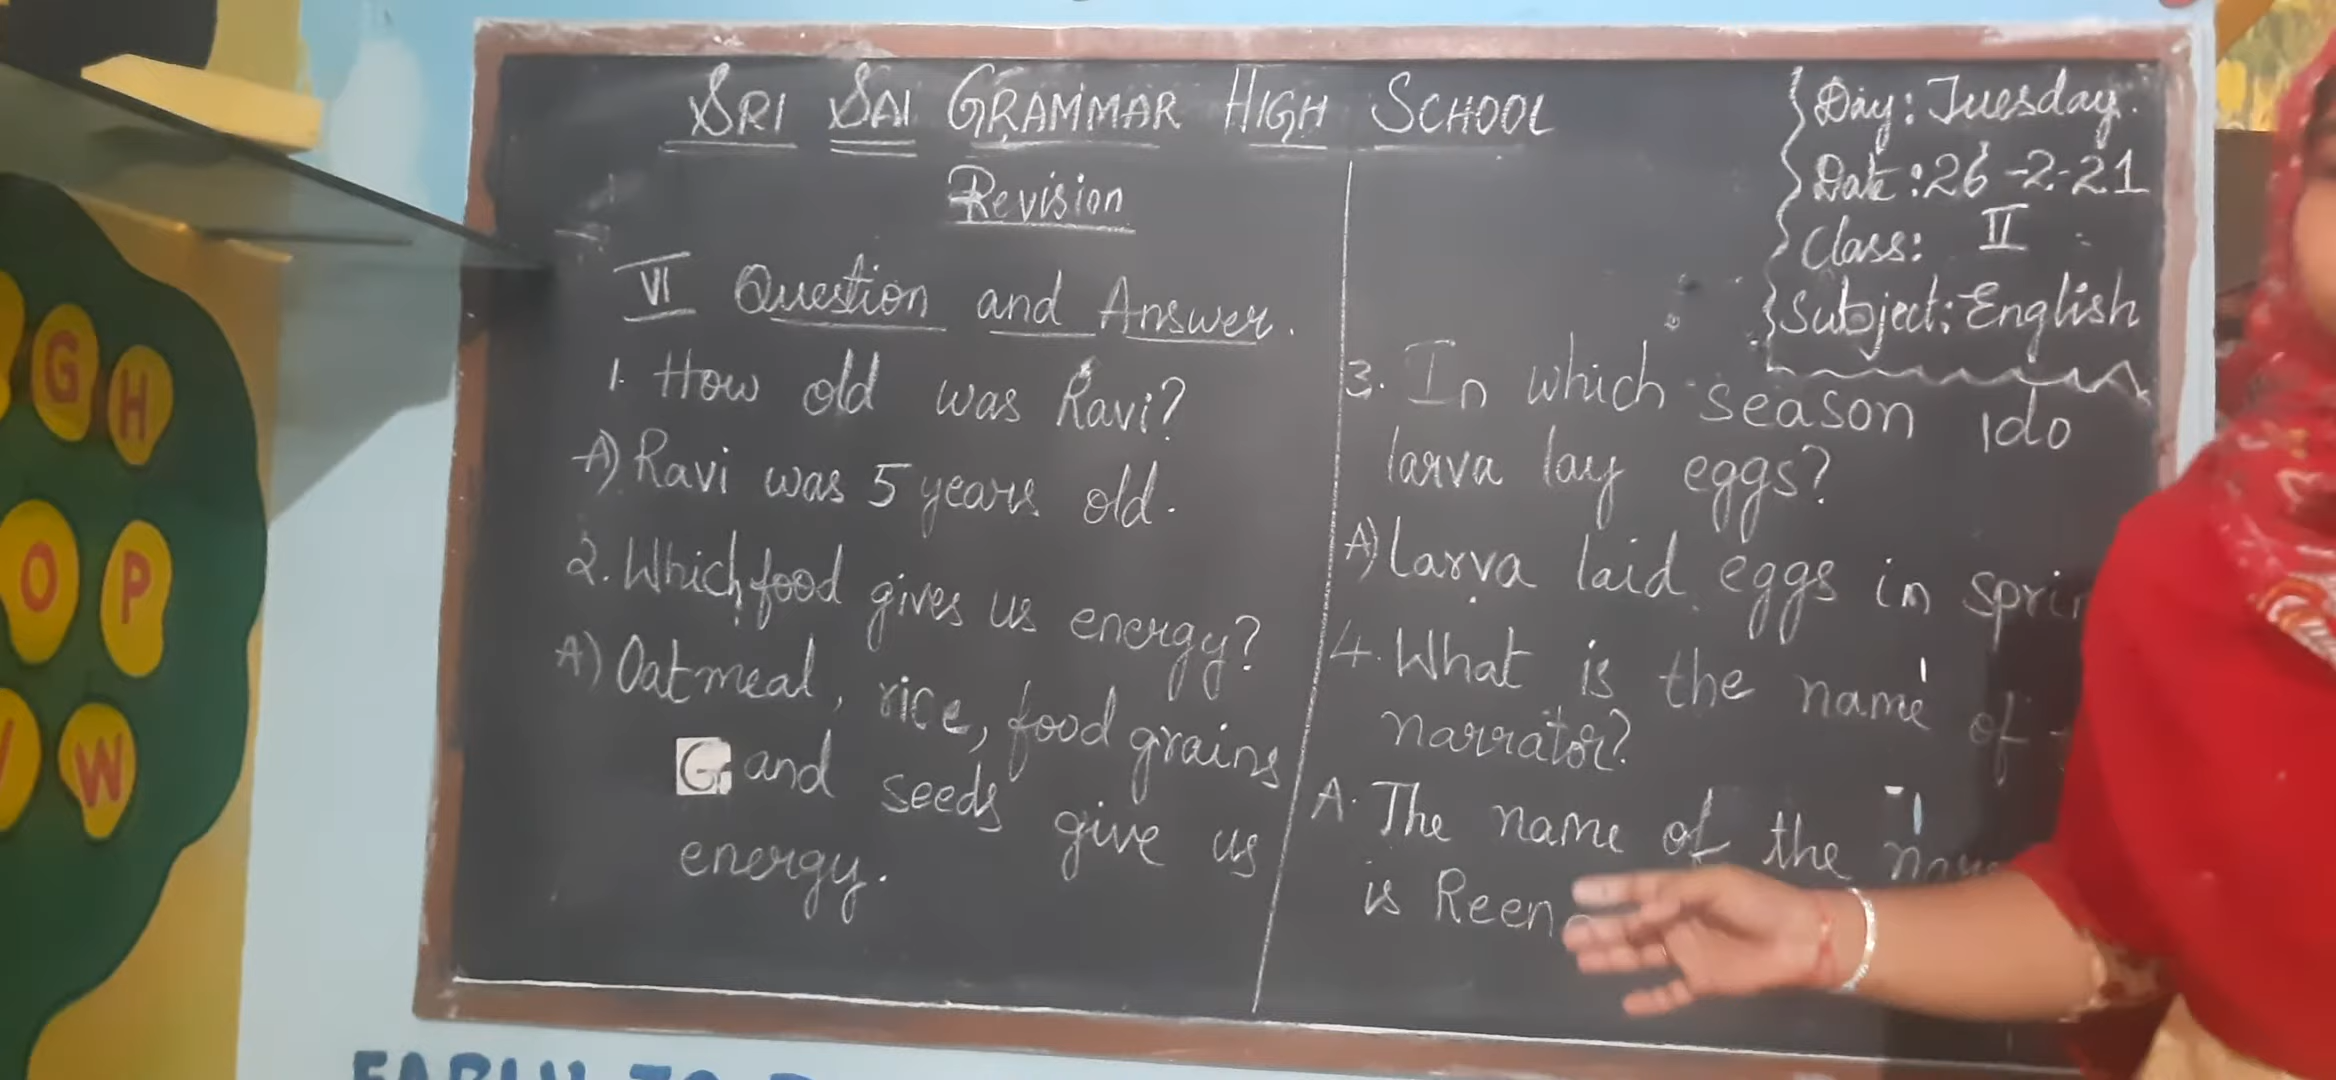 SRI SAI GRAMMAR HIGH SCHOOL
Revision
Day: Tuesday.
Date: 26-2-21
Class: II
Subject: English
VI Question and Answer.
1. How old was Ravi?
A) Ravi was 5 years old.
2. Which food gives us energy?
A) Oatmeal, rice, food grains
G and seeds give us
energy.
3. In which season do
larva lay eggs?
A) Larva laid eggs in
4. What is the name of
narrator?
A. The name of the
is
G H
O P
W